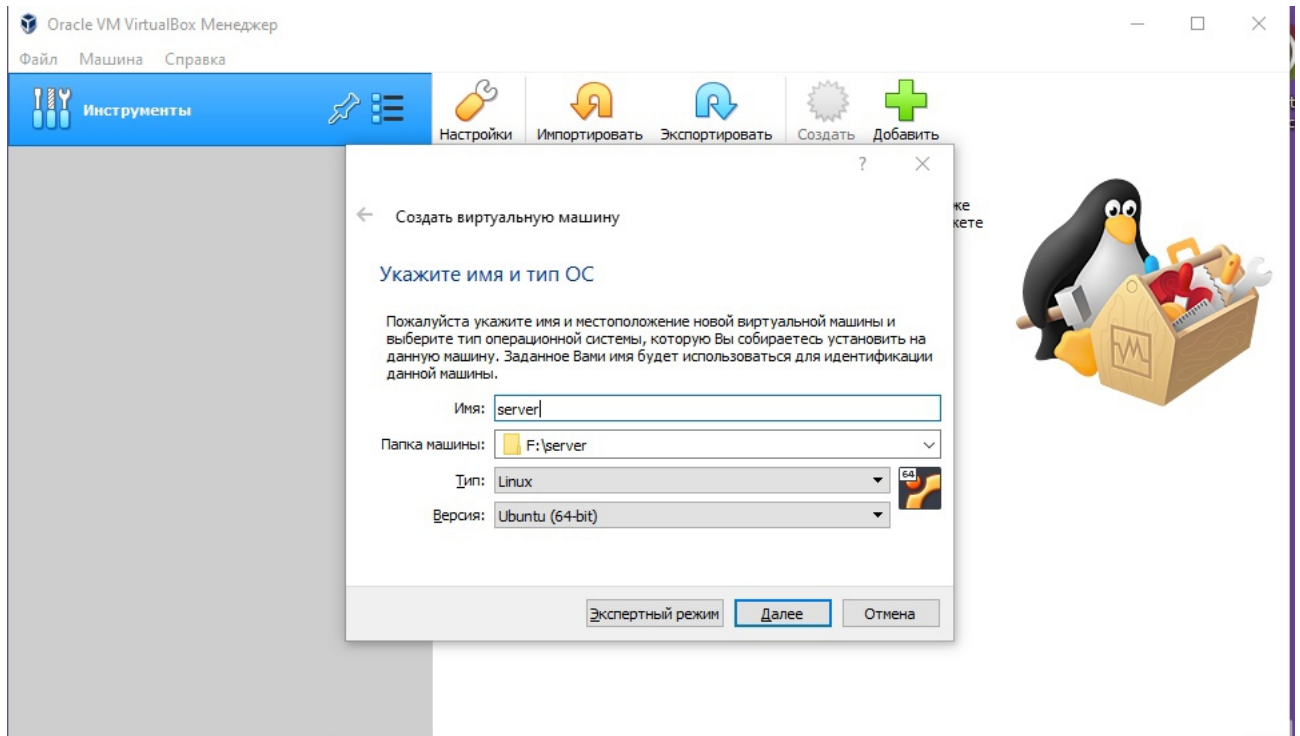 Oracle VM VirtualBox Менеджер
Файл Машина Справка
Инструменты
Настройки Импортировать Экспортировать Создать Добавить
?
Создать виртуальную машину
Укажите имя и тип ОС
Пожалуйста укажите имя и местоположение новой виртуальной машины и
выберите тип операционной системы, которую Вы собираетесь установить на
данную машину. Заданное Вами имя будет использоваться для идентификации
данной машины.
Имя: server
Папка машины: F:\server
Тип: Linux
64
Версия: Ubuntu (64-bit)
Экспертный режим Далее Отмена